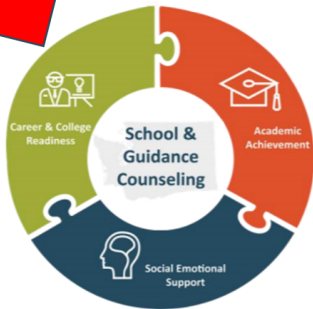 School &
Guidance
Counseling
Career & College
Readiness
Academic
Achievement
Social Emotional
Support